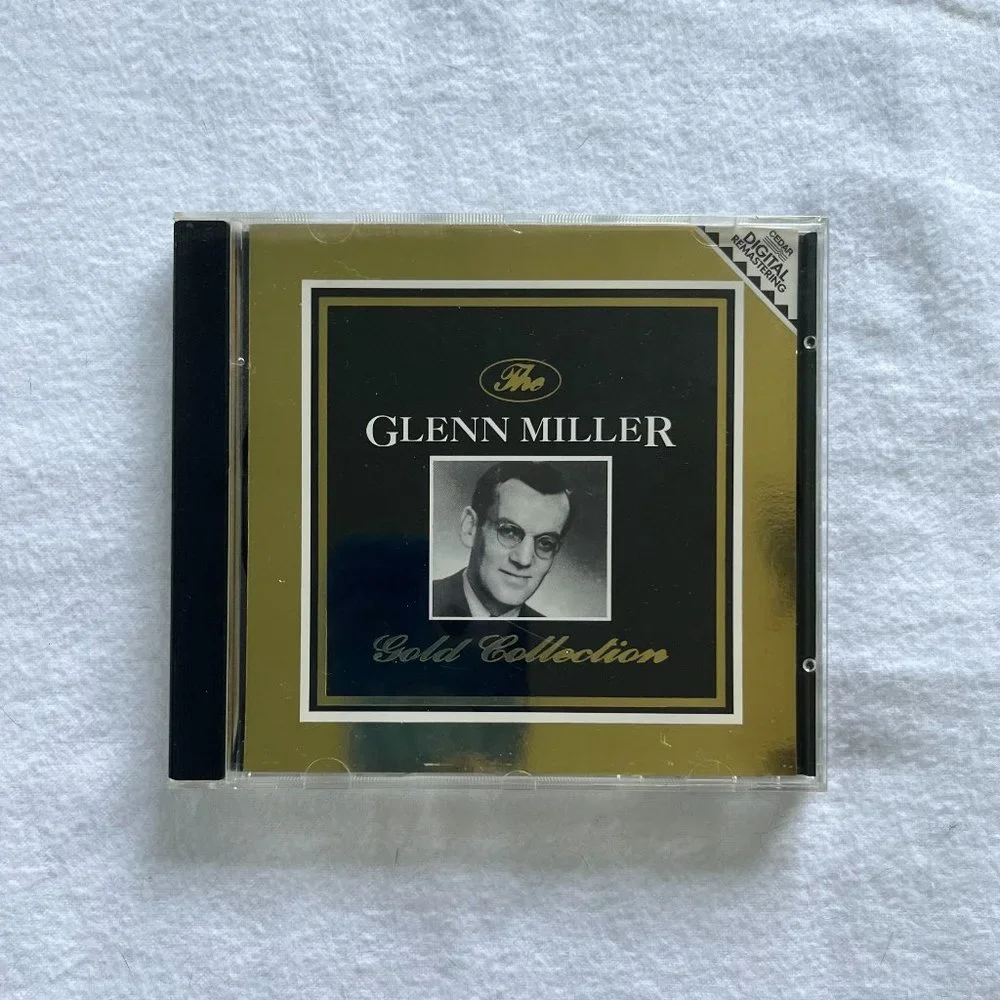 CEDAR
DIGITAL
REMASTERING
The
GLENN MILLER
Gold Collection